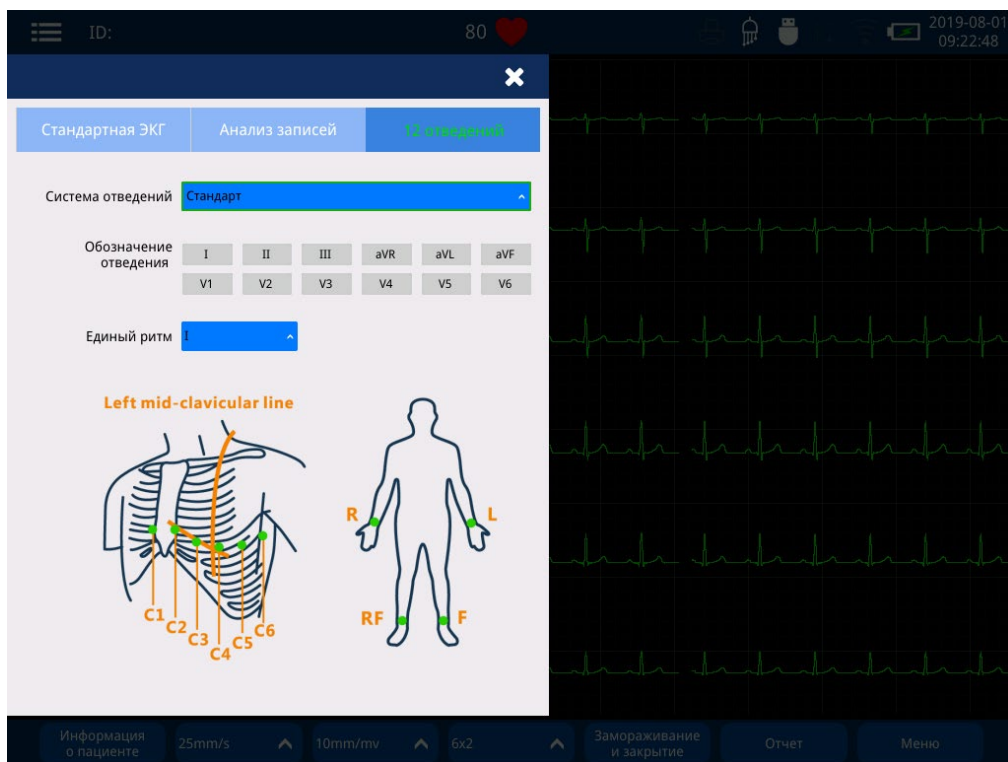 ID:
80
2019-08-01
09:22:48
Стандартная ЭКГ
Анализ записей
12 отведений
Система отведений
Стандарт
Обозначение
отведения
I II III aVR aVL aVF
V1 V2 V3 V4 V5 V6
Единый ритм
I
Left mid-clavicular line
R
L
C1
C2
C3
C4
C5
C6
RF
F
Информация
о пациенте
25mm/s
10mm/mv
6x2
Замораживание
и закрытие
Отчет
Меню